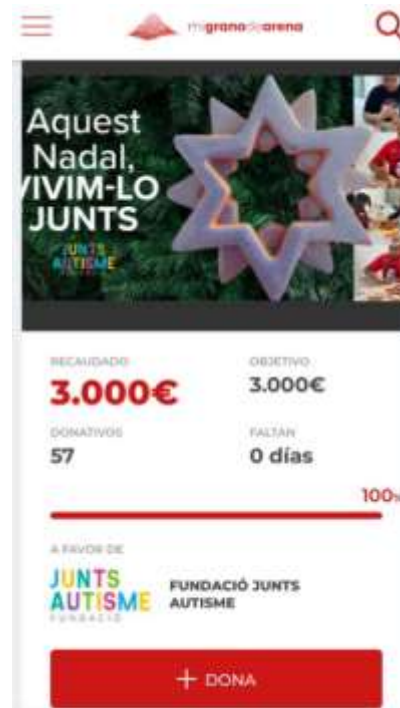 migranodearena
Aquest
Nadal,
VIVIM-LO
JUNTS
JUNTS
AUTISME
RECAUDADO
3.000€
OBJETIVO
3.000€
DONATIVOS
57
FALTAN
0 días
100%
A FAVOR DE
JUNTS
AUTISME
FUNDACIÓ
FUNDACIÓ JUNTS
AUTISME
+ DONA